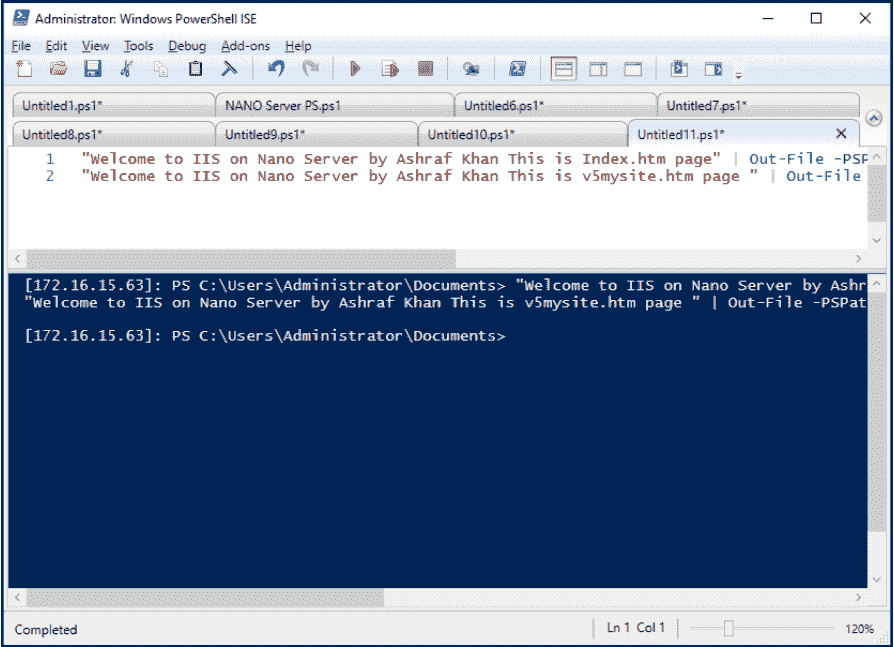 Administrator: Windows PowerShell ISE
File Edit View Tools Debug Add-ons Help
Untitled1.ps1* NANO Server PS.ps1 Untitled6.ps1* Untitled7.ps1*
Untitled8.ps1* Untitled9.ps1* Untitled10.ps1* Untitled11.ps1* X
1 "Welcome to IIS on Nano Server by Ashraf Khan This is Index.htm page" | Out-File -PSP
2 "Welcome to IIS on Nano Server by Ashraf Khan This is v5mysite.htm page " | Out-File
[172.16.15.63]: PS C:\Users\Administrator\Documents> "Welcome to IIS on Nano Server by Ashr
"Welcome to IIS on Nano Server by Ashraf Khan This is v5mysite.htm page " | Out-File -PSPat
[172.16.15.63]: PS C:\Users\Administrator\Documents>
Completed Ln 1 Col 1 120%